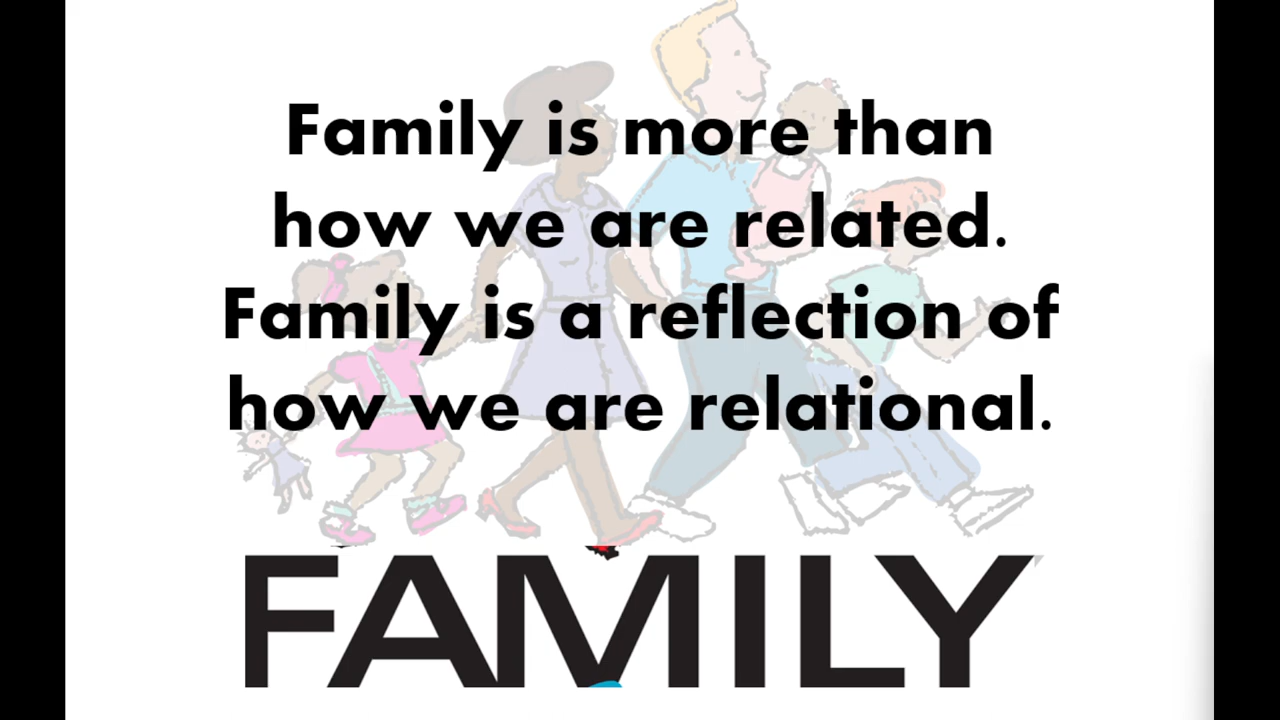 Family is more than
how we are related.
Family is a reflection of
how we are relational.
FAMILY